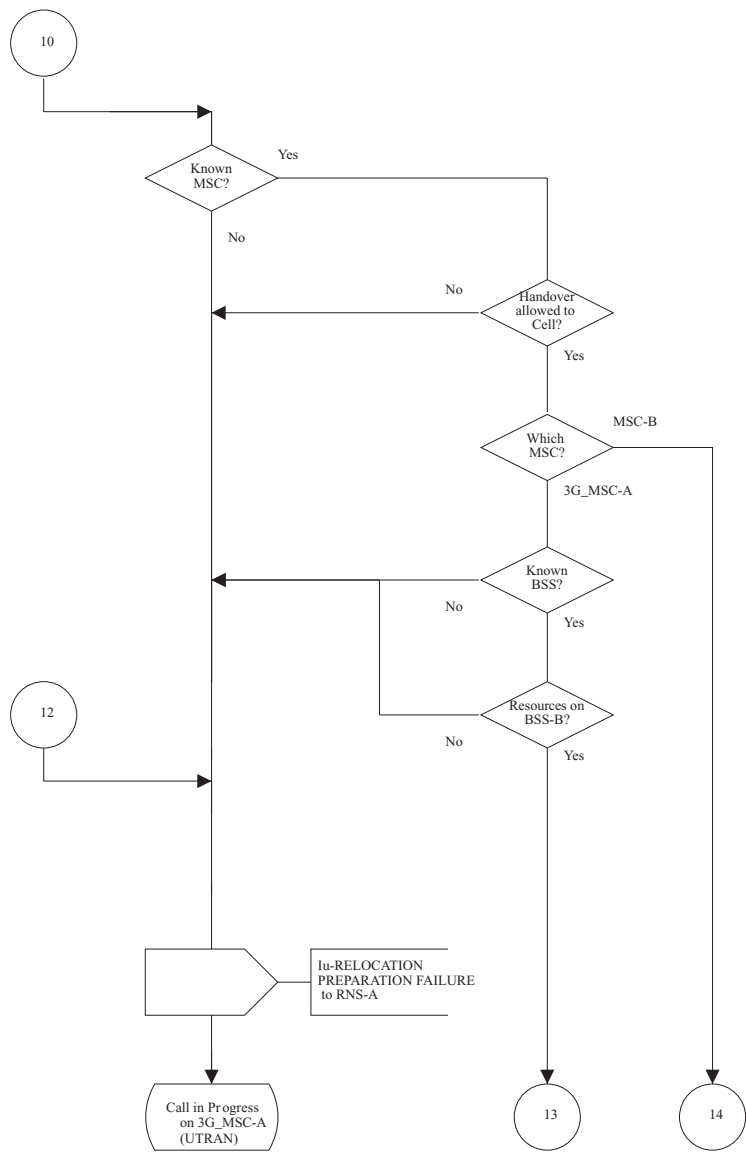 10
Yes
Known
MSC?
No
No
Handover
allowed to
Cell?
Yes
MSC-B
Which
MSC?
3G_MSC-A
Known
BSS?
No
Yes
12
Resources on
BSS-B?
No
Yes
Iu-RELOCATION
PREPARATION FAILURE
to RNS-A
Call in Progress
on 3G_MSC-A
(UTRAN)
13
14